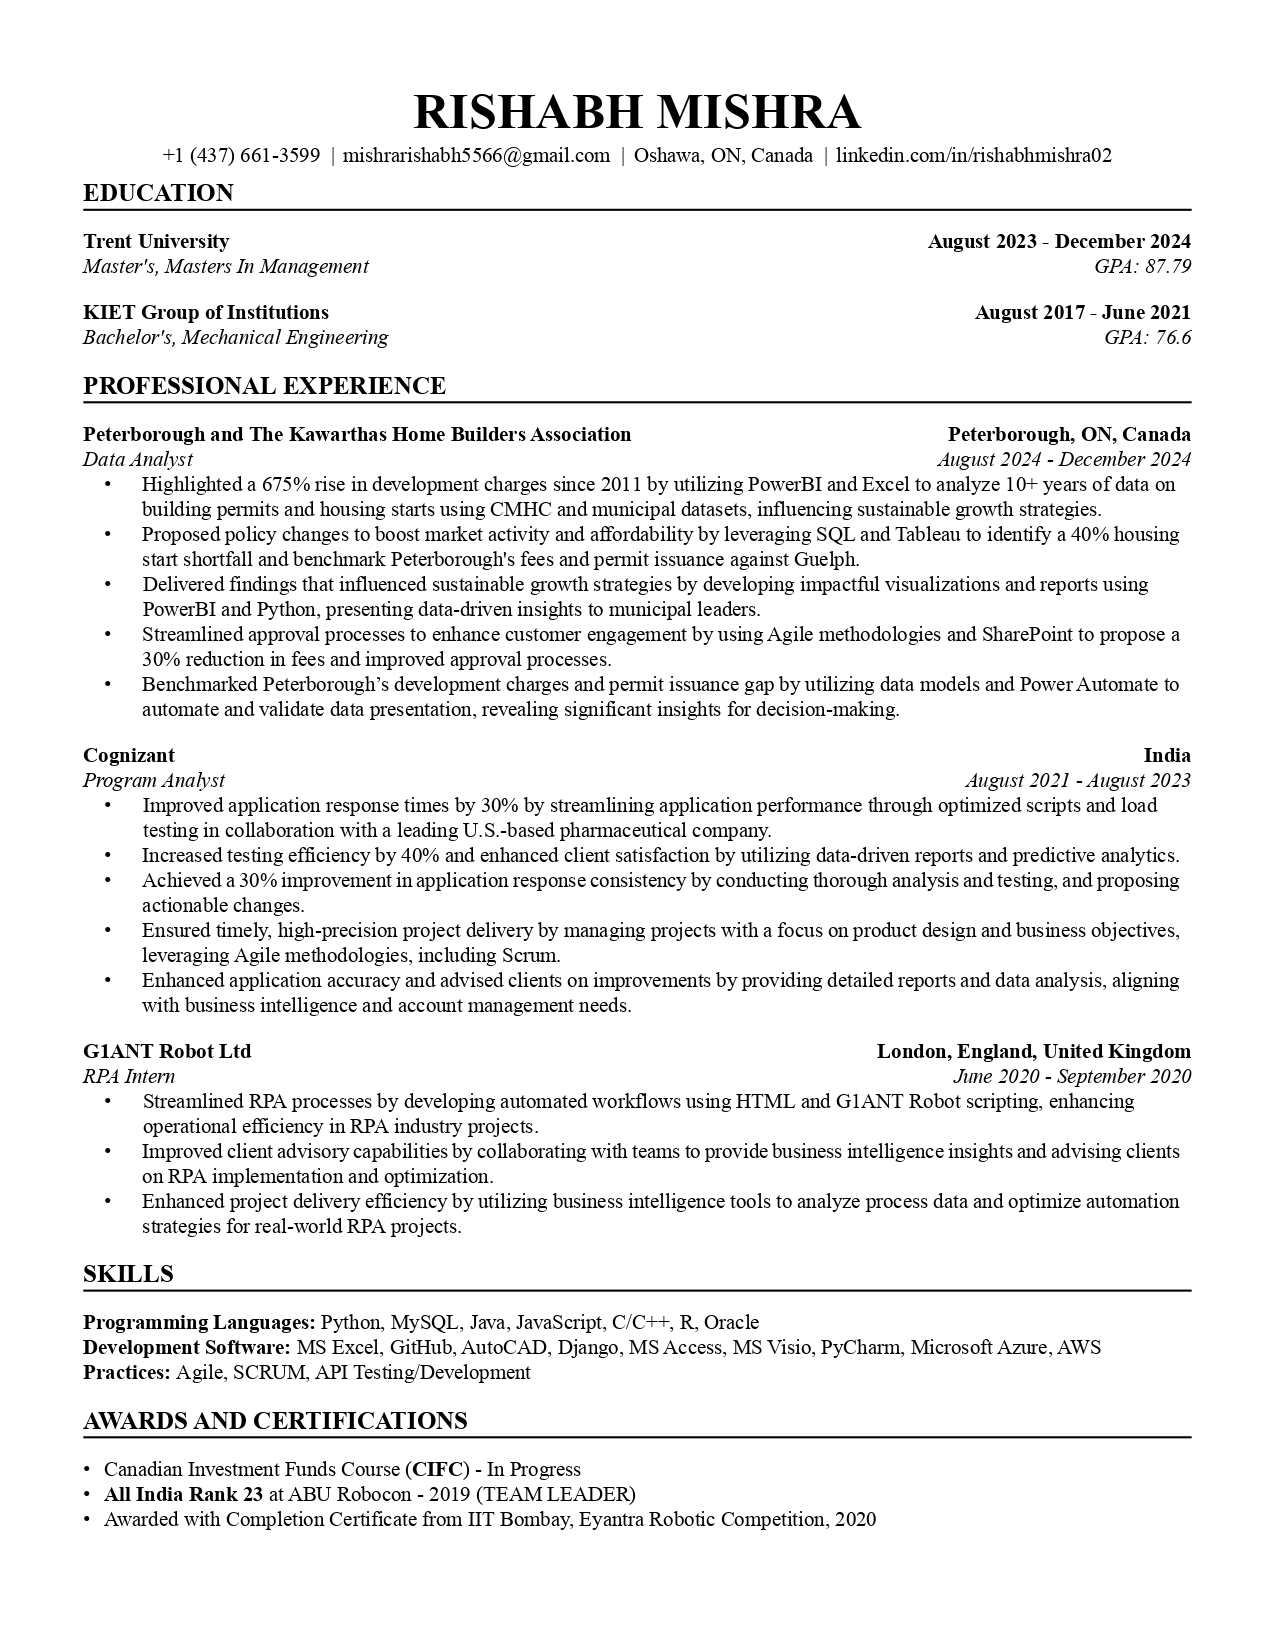 RISHABH MISHRA
+1 (437) 661-3599 | mishrarishabh5566@gmail.com | Oshawa, ON, Canada | linkedin.com/in/rishabhmishra02
EDUCATION
Trent University August 2023 - December 2024
Master's, Masters In Management GPA: 87.79
KIET Group of Institutions August 2017 - June 2021
Bachelor's, Mechanical Engineering GPA: 76.6
PROFESSIONAL EXPERIENCE
Peterborough and The Kawarthas Home Builders Association Peterborough, ON, Canada
Data Analyst August 2024 - December 2024
• Highlighted a 675% rise in development charges since 2011 by utilizing PowerBI and Excel to analyze 10+ years of data on
building permits and housing starts using CMHC and municipal datasets, influencing sustainable growth strategies.
• Proposed policy changes to boost market activity and affordability by leveraging SQL and Tableau to identify a 40% housing
start shortfall and benchmark Peterborough's fees and permit issuance against Guelph.
• Delivered findings that influenced sustainable growth strategies by developing impactful visualizations and reports using
PowerBI and Python, presenting data-driven insights to municipal leaders.
• Streamlined approval processes to enhance customer engagement by using Agile methodologies and SharePoint to propose a
30% reduction in fees and improved approval processes.
• Benchmarked Peterborough’s development charges and permit issuance gap by utilizing data models and Power Automate to
automate and validate data presentation, revealing significant insights for decision-making.
Cognizant India
Program Analyst August 2021 - August 2023
• Improved application response times by 30% by streamlining application performance through optimized scripts and load
testing in collaboration with a leading U.S.-based pharmaceutical company.
• Increased testing efficiency by 40% and enhanced client satisfaction by utilizing data-driven reports and predictive analytics.
• Achieved a 30% improvement in application response consistency by conducting thorough analysis and testing, and proposing
actionable changes.
• Ensured timely, high-precision project delivery by managing projects with a focus on product design and business objectives,
leveraging Agile methodologies, including Scrum.
• Enhanced application accuracy and advised clients on improvements by providing detailed reports and data analysis, aligning
with business intelligence and account management needs.
G1ANT Robot Ltd London, England, United Kingdom
RPA Intern June 2020 - September 2020
• Streamlined RPA processes by developing automated workflows using HTML and G1ANT Robot scripting, enhancing
operational efficiency in RPA industry projects.
• Improved client advisory capabilities by collaborating with teams to provide business intelligence insights and advising clients
on RPA implementation and optimization.
• Enhanced project delivery efficiency by utilizing business intelligence tools to analyze process data and optimize automation
strategies for real-world RPA projects.
SKILLS
Programming Languages: Python, MySQL, Java, JavaScript, C/C++, R, Oracle
Development Software: MS Excel, GitHub, AutoCAD, Django, MS Access, MS Visio, PyCharm, Microsoft Azure, AWS
Practices: Agile, SCRUM, API Testing/Development
AWARDS AND CERTIFICATIONS
• Canadian Investment Funds Course (CIFC) - In Progress
• All India Rank 23 at ABU Robocon - 2019 (TEAM LEADER)
• Awarded with Completion Certificate from IIT Bombay, Eyantra Robotic Competition, 2020